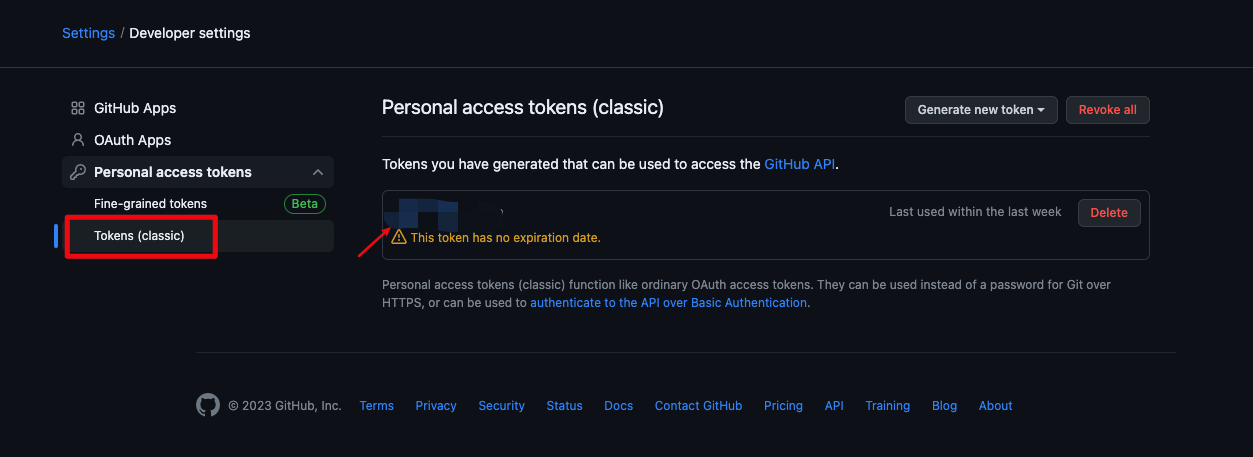 Settings / Developer settings
GitHub Apps
OAuth Apps
Personal access tokens
Fine-grained tokens Beta
Tokens (classic)
Personal access tokens (classic)
Generate new token
Revoke all
Tokens you have generated that can be used to access the GitHub API.
Last used within the last week
Delete
This token has no expiration date.
Personal access tokens (classic) function like ordinary OAuth access tokens. They can be used instead of a password for Git over
HTTPS, or can be used to authenticate to the API over Basic Authentication.
© 2023 GitHub, Inc. Terms Privacy Security Status Docs Contact GitHub Pricing API Training Blog About